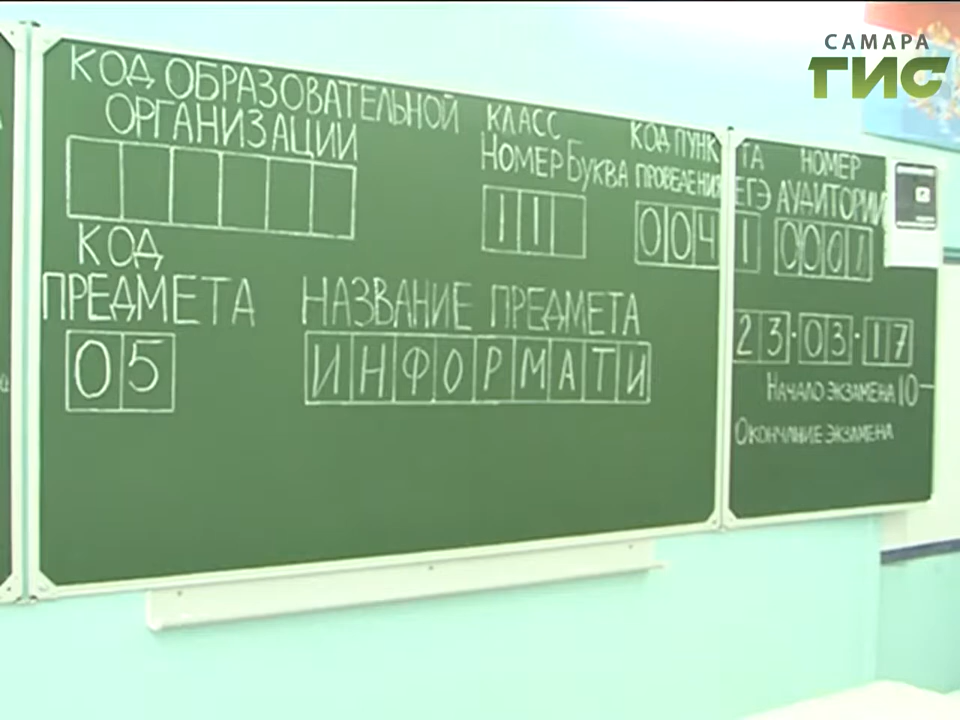 САМАРА
ГИС
КОД ОБРАЗОВАТЕЛЬНОЙ
ОРГАНИЗАЦИИ
КЛАСС
НОМЕР БУКВА
11
КОД ПУНКТА
ПРОВЕДЕНИЯ ЕГЭ
0041
НОМЕР
АУДИТОРИИ
0001
КОД
ПРЕДМЕТА
05
НАЗВАНИЕ ПРЕДМЕТА
ИНФОРМАТИ
23.03.17
НАЧАЛО ЭКЗАМЕНА 10
ОКОНЧАНИЕ ЭКЗАМЕНА